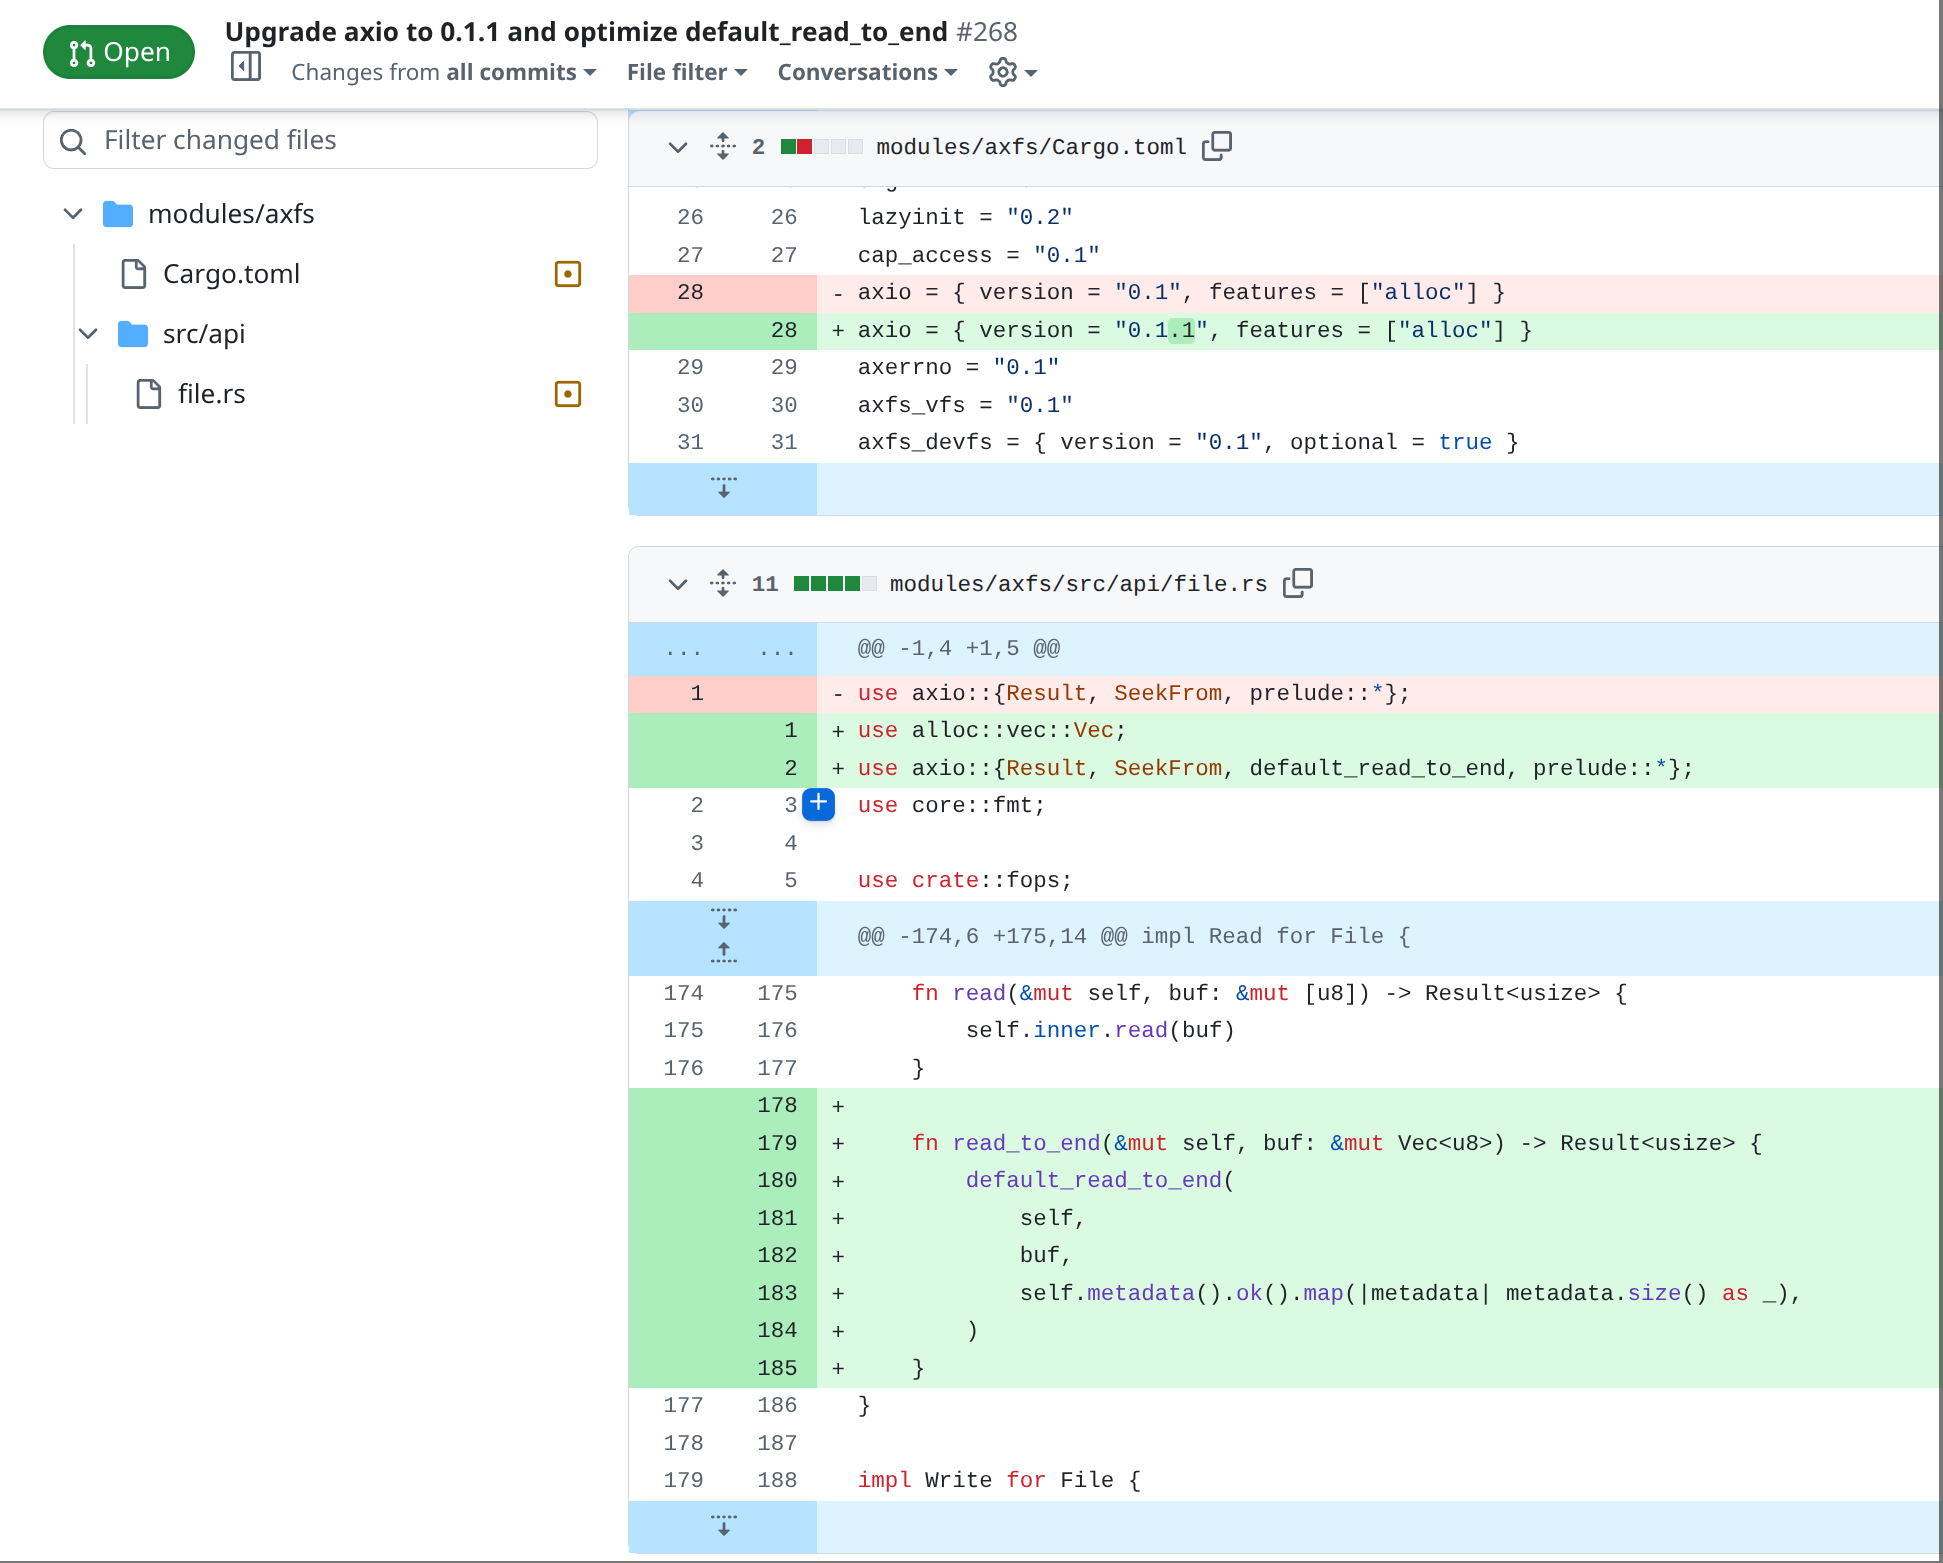 Open
Upgrade axio to 0.1.1 and optimize default_read_to_end #268
Changes from all commits File filter Conversations
Filter changed files
modules/axfs
Cargo.toml
src/api
file.rs
2 modules/axfs/Cargo.toml
26 26 lazyinit = "0.2"
27 27 cap_access = "0.1"
28 - axio = { version = "0.1", features = ["alloc"] }
28 + axio = { version = "0.1.1", features = ["alloc"] }
29 29 axerrno = "0.1"
30 30 axfs_vfs = "0.1"
31 31 axfs_devfs = { version = "0.1", optional = true }
11 modules/axfs/src/api/file.rs
... ... @@ -1,4 +1,5 @@
1 - use axio::{Result, SeekFrom, prelude::*};
1 + use alloc::vec::Vec;
2 + use axio::{Result, SeekFrom, default_read_to_end, prelude::*};
2 3 use core::fmt;
3 4
4 5 use crate::fops;
@@ -174,6 +175,14 @@ impl Read for File {
174 175 fn read(&mut self, buf: &mut [u8]) -> Result<usize> {
175 176 self.inner.read(buf)
176 177 }
178 +
179 + fn read_to_end(&mut self, buf: &mut Vec<u8>) -> Result<usize> {
180 + default_read_to_end(
181 + self,
182 + buf,
183 + self.metadata().ok().map(|metadata| metadata.size() as _),
184 + )
185 + }
177 186 }
178 187
179 188 impl Write for File {